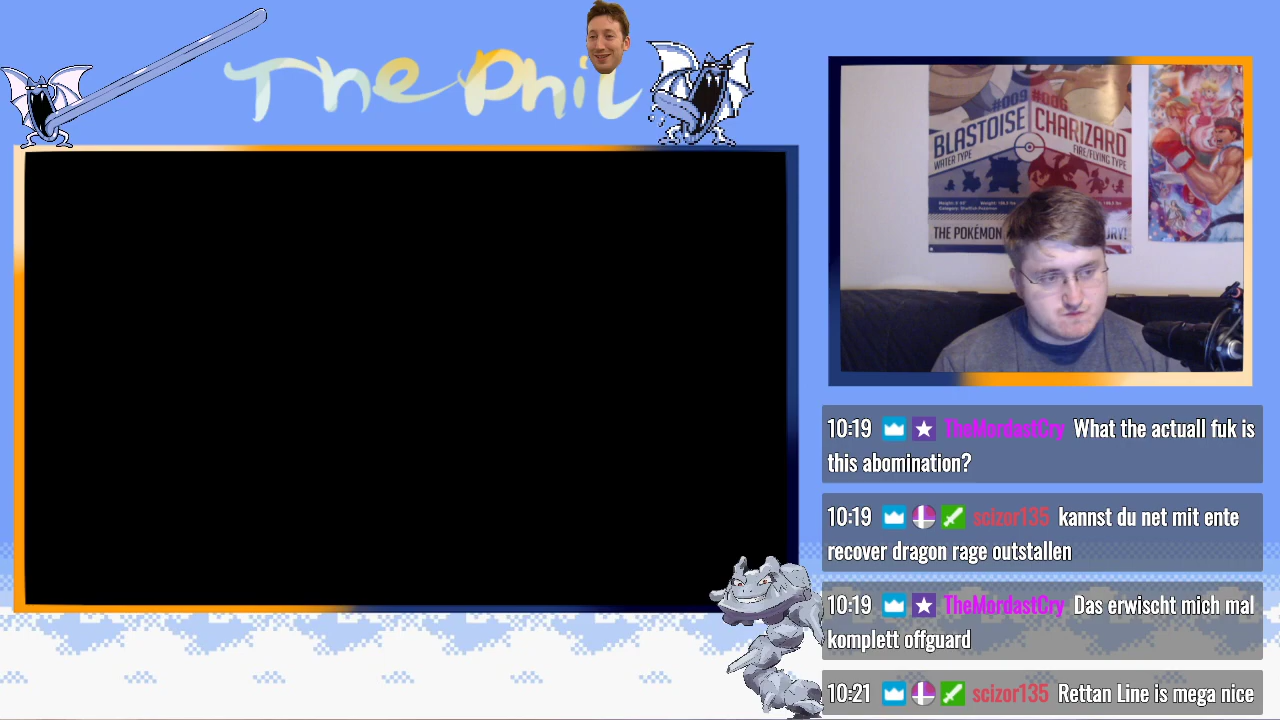 The Phil
#009 #006
BLASTOISE CHARIZARD
WATER TYPE FIRE/FLYING TYPE
THE POKÉMON
10:19 TheMordastCry What the actuall fuk is
this abomination?
10:19 scizor135 kannst du net mit ente
recover dragon rage outstallen
10:19 TheMordastCry Das erwischt mich mal
komplett offguard
10:21 scizor135 Rettan Line is mega nice